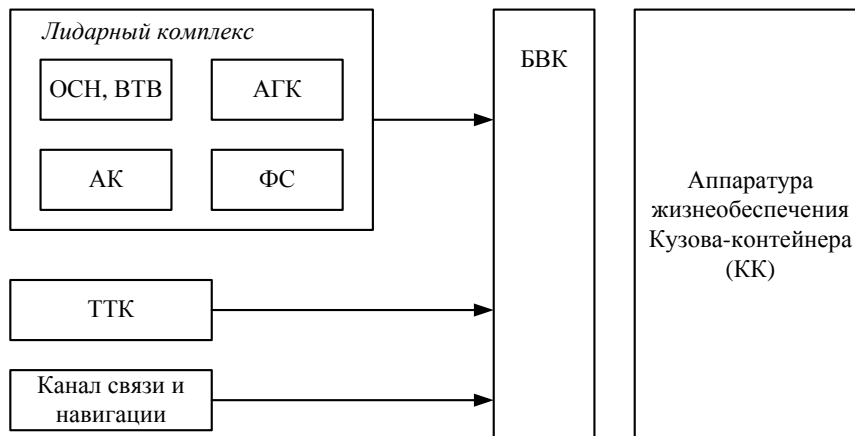 Лидарный комплекс
ОСН, ВТВ
АГК
АК
ФС
ТТК
Канал связи и
навигации
БВК
Аппаратура
жизнеобеспечения
Кузова-контейнера
(КК)